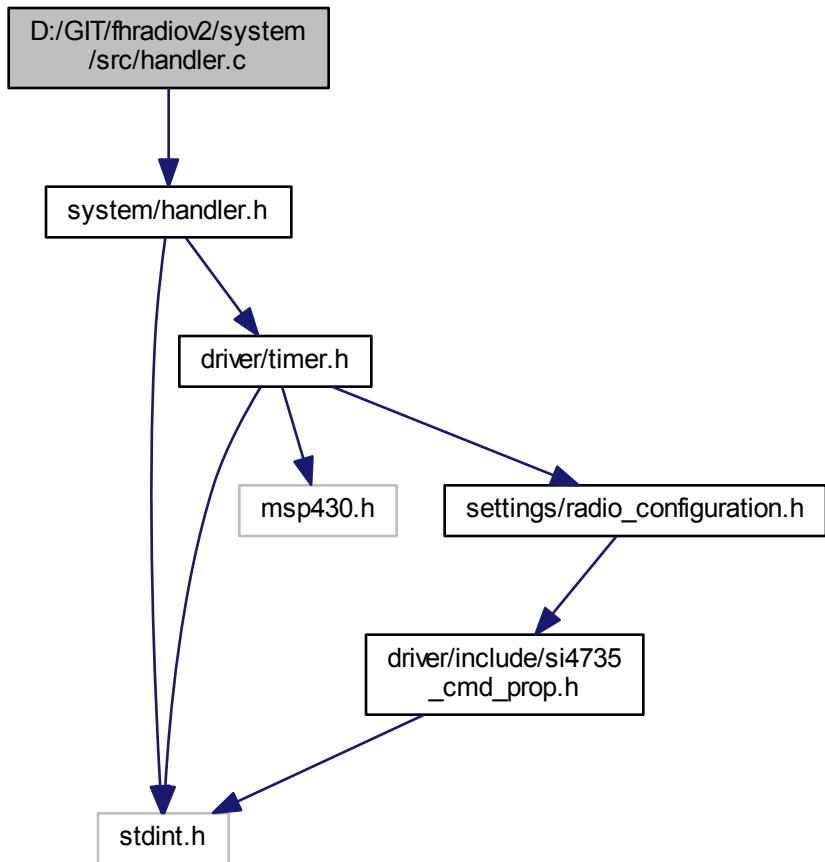 D:/GIT/fhradiov2/system
/src/handler.c
system/handler.h
driver/timer.h
msp430.h
settings/radio_configuration.h
driver/include/si4735
_cmd_prop.h
stdint.h